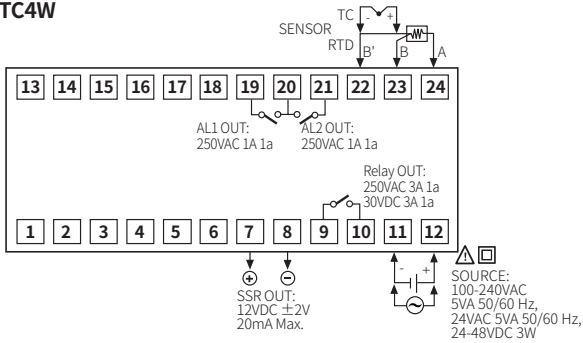 TC4W
TC - +
SENSOR
RTD B' B A
13 14 15 16 17 18 19 20 21 22 23 24
AL1 OUT:
250VAC 1A 1a
AL2 OUT:
250VAC 1A 1a
Relay OUT:
250VAC 3A 1a
30VDC 3A 1a
1 2 3 4 5 6 7 8 9 10 11 12
+ -
SSR OUT:
12VDC ±2V
20mA Max.
- +
SOURCE:
100-240VAC
5VA 50/60 Hz,
24VAC 5VA 50/60 Hz,
24-48VDC 3W